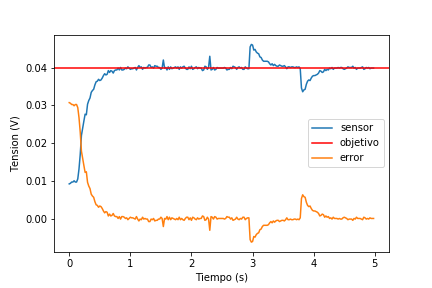 0.04
0.03
0.02
0.01
0.00
Tension (V)
sensor
objetivo
error
0 1 2 3 4 5
Tiempo (s)